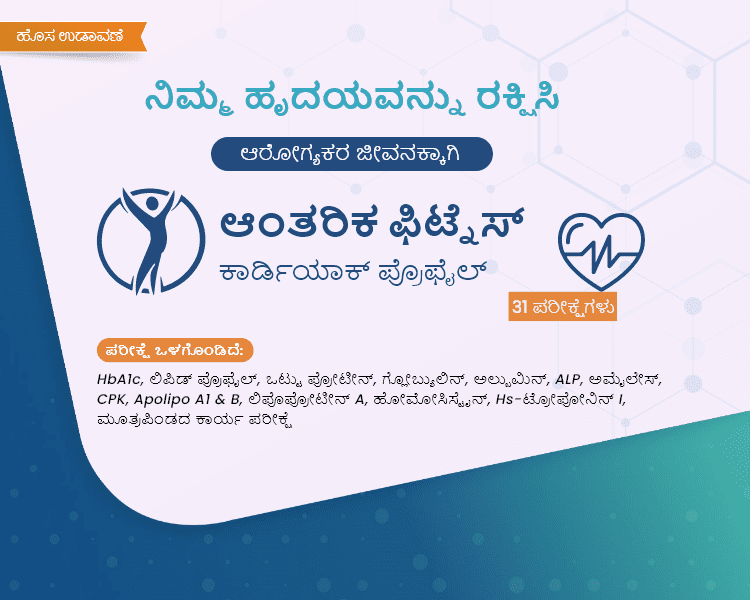 ಹೊಸ ಉಡಾವಣೆ
ನಿಮ್ಮ ಹೃದಯವನ್ನು ರಕ್ಷಿಸಿ
ಆರೋಗ್ಯಕರ ಜೀವನಕ್ಕಾಗಿ
ಆಂತರಿಕ ಫಿಟ್ನೆಸ್
ಕಾರ್ಡಿಯಾಕ್ ಪ್ರೊಫೈಲ್
31 ಪರೀಕ್ಷೆಗಳು
ಪರೀಕ್ಷೆ ಒಳಗೊಂಡಿದೆ:
HbA1c, ಲಿಪಿಡ್ ಪ್ರೊಫೈಲ್, ಒಟ್ಟು ಪ್ರೋಟೀನ್, ಗ್ಲೋಬ್ಯುಲಿನ್, ಅಲ್ಬುಮಿನ್, ALP, ಅಮೈಲೇಸ್,
CPK, Apolipo A1 & B, ಲಿಪೊಪ್ರೋಟೀನ್ A, ಹೋಮೋಸಿಸ್ಟೈನ್, Hs-ಟ್ರೋಪೋನಿನ್ I,
ಮೂತ್ರಪಿಂಡದ ಕಾರ್ಯ ಪರೀಕ್ಷೆ